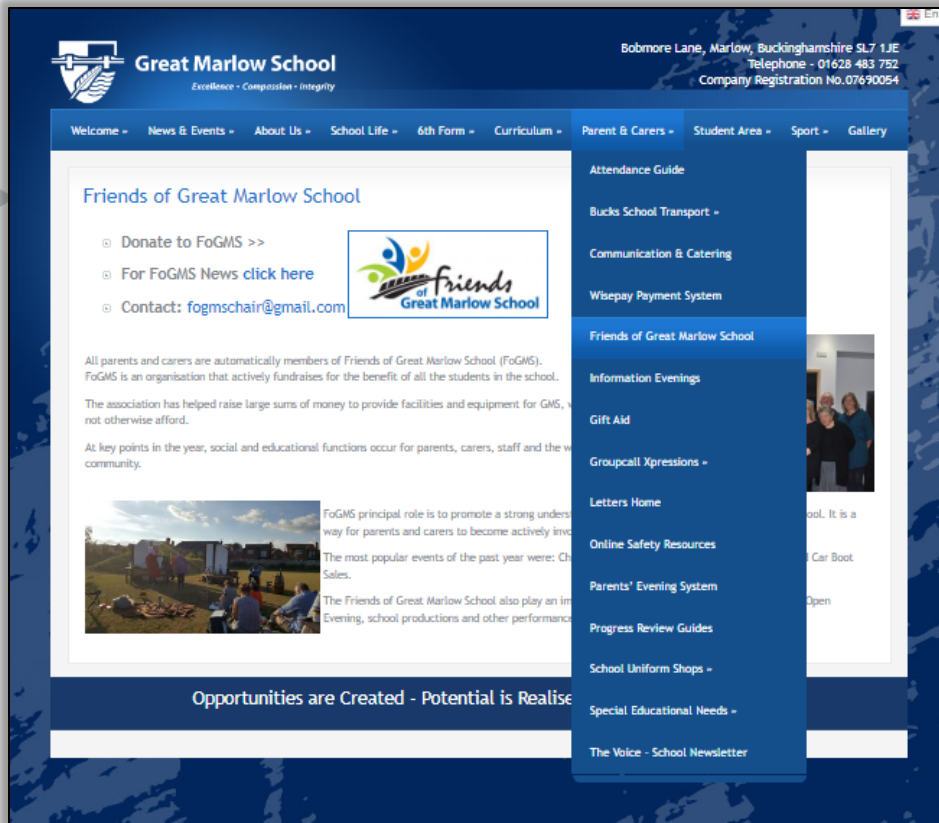 En
Great Marlow School
Excellence - Compassion - Integrity
Bobmore Lane, Marlow, Buckinghamshire SL7 1JE
Telephone - 01628 483 752
Company Registration No.07690054
Welcome » News & Events » About Us » School Life » 6th Form » Curriculum » Parent & Carers » Student Area » Sport » Gallery
Attendance Guide
Bucks School Transport »
Communication & Catering
Wisepay Payment System
Friends of Great Marlow School
Information Evenings
Gift Aid
Groupcall Xpressions »
Letters Home
Online Safety Resources
Parents' Evening System
Progress Review Guides
School Uniform Shops »
Special Educational Needs »
The Voice – School Newsletter
Friends of Great Marlow School
Donate to FoGMS >>
For FoGMS News click here
Contact: fogmschair@gmail.com
Friends
of
Great Marlow School
All parents and carers are automatically members of Friends of Great Marlow School (FoGMS).
FoGMS is an organisation that actively fundraises for the benefit of all the students in the school.
The association has helped raise large sums of money to provide facilities and equipment for GMS,
not otherwise afford.
At key points in the year, social and educational functions occur for parents, carers, staff and the
community.
FoGMS principal role is to promote a strong ool. It is a
way for parents and carers to become actively
The most popular events of the past year were: Ch d Car Boot
Sales.
The Friends of Great Marlow School also play an Open
Evening, school productions and other performance
Opportunities are Created - Potential is Realise